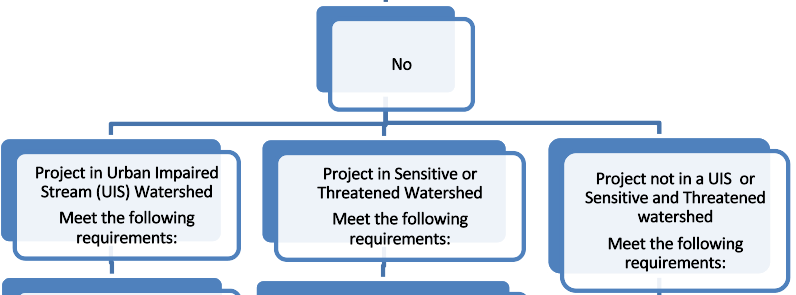 No
Project in Urban Impaired
Stream (UIS) Watershed
Meet the following
requirements:
Project in Sensitive or
Threatened Watershed
Meet the following
requirements:
Project not in a UIS or
Sensitive and Threatened
watershed
Meet the following
requirements: